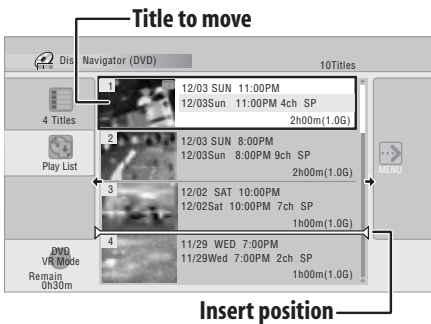 Title to move
Disc Navigator (DVD)
10Titles
4 Titles
Play List
DVD
VR Mode
Remain
0h30m
1
12/03 SUN 11:00PM
12/03Sun 11:00PM 4ch SP
2h00m(1.0G)
2
12/03 SUN 8:00PM
12/03Sun 8:00PM 9ch SP
2h00m(1.0G)
3
12/02 SAT 10:00PM
12/02Sat 10:00PM 7ch SP
1h00m(1.0G)
4
11/29 WED 7:00PM
11/29Wed 7:00PM 2ch SP
1h00m(1.0G)
MENU
Insert position